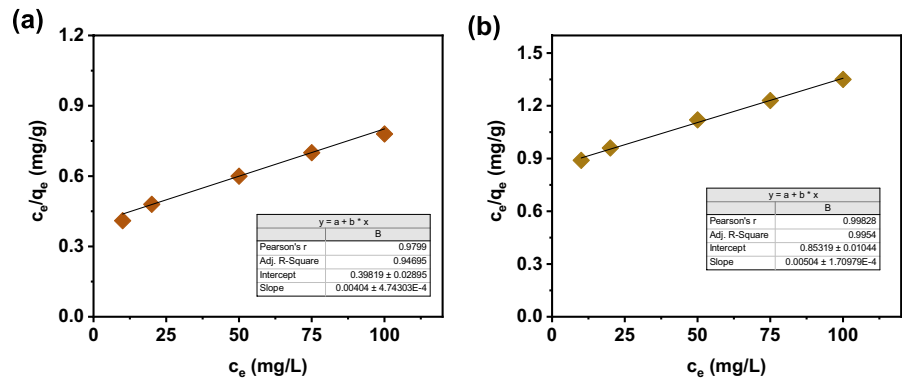 (a)
1.2
0.9
0.6
0.3
0.0
cₑ/qₑ (mg/g)
0
25
50
75
100
cₑ (mg/L)
y = a + b * x
B
Pearson's r 0.9799
Adj. R-Square 0.94695
Intercept 0.39819 ± 0.02895
Slope 0.00404 ± 4.74303E-4
(b)
1.5
1.2
0.9
0.6
0.3
0.0
cₑ/qₑ (mg/g)
0
25
50
75
100
cₑ (mg/L)
y = a + b * x
B
Pearson's r 0.99828
Adj. R-Square 0.9954
Intercept 0.85319 ± 0.01044
Slope 0.00504 ± 1.70979E-4